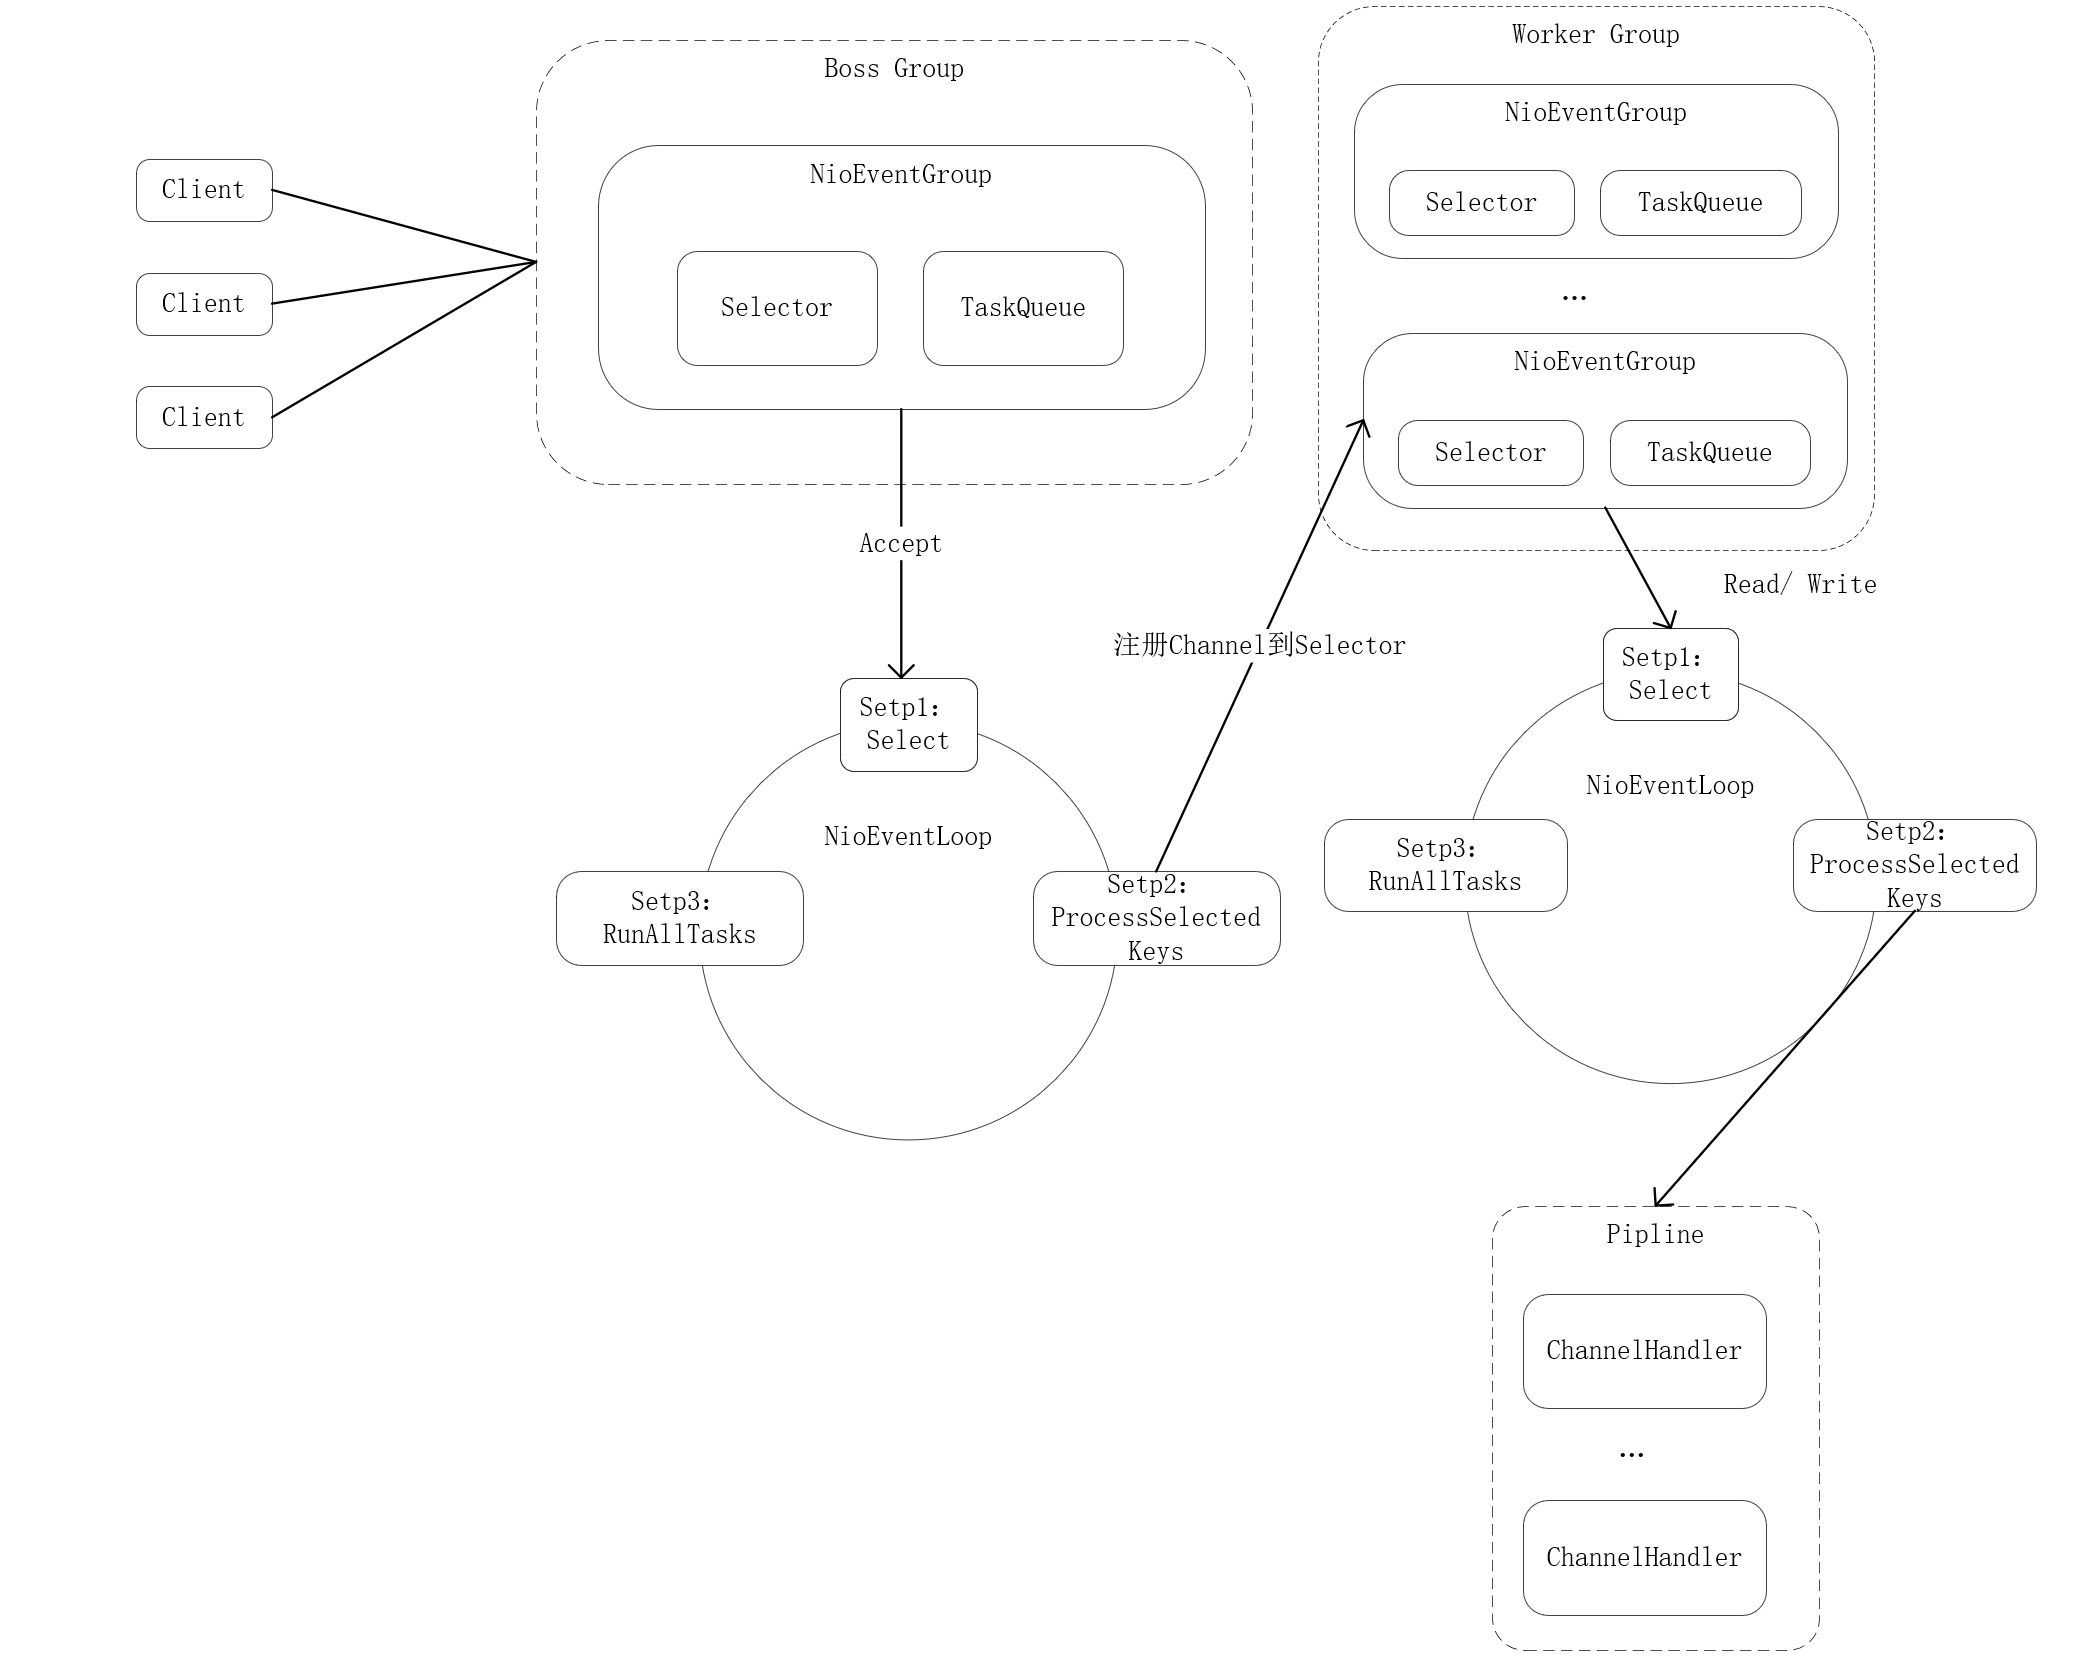 Client
Client
Client
Boss Group
NioEventGroup
Selector
TaskQueue
Accept
Setp1：
Select
NioEventLoop
Setp2：
ProcessSelected
Keys
Setp3：
RunAllTasks
注册Channel到Selector
Worker Group
NioEventGroup
Selector
TaskQueue
...
NioEventGroup
Selector
TaskQueue
Read/ Write
Setp1：
Select
NioEventLoop
Setp2：
ProcessSelected
Keys
Setp3：
RunAllTasks
Pipline
ChannelHandler
...
ChannelHandler